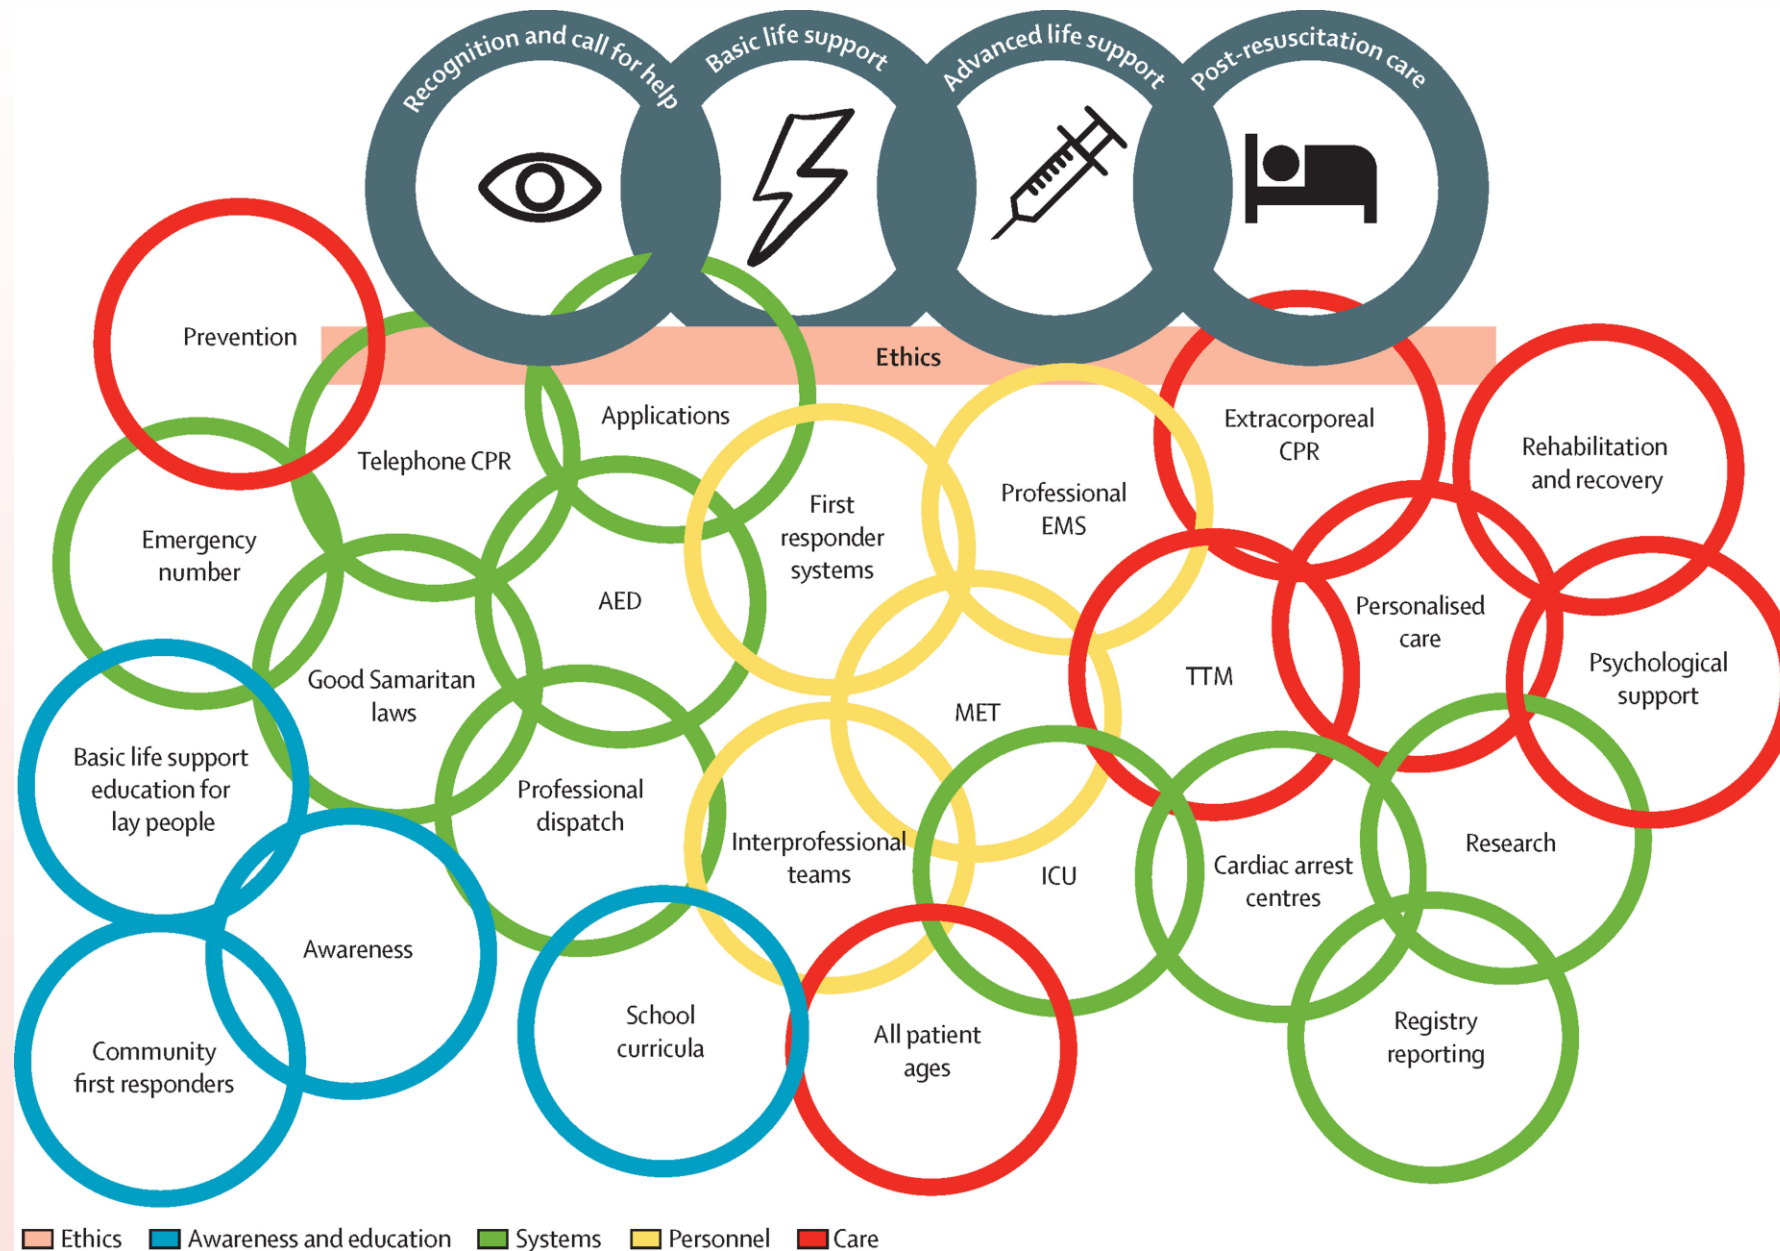 Recognition and call for help
Basic life support
Advanced life support
Post-resuscitation care
Ethics
Prevention
Applications
Telephone CPR
Extracorporeal
CPR
Rehabilitation
and recovery
First
responder
systems
Professional
EMS
Emergency
number
AED
Personalised
care
Good Samaritan
laws
MET
TTM
Psychological
support
Basic life support
education for
lay people
Professional
dispatch
Interprofessional
teams
ICU
Cardiac arrest
centres
Research
Awareness
Community
first responders
School
curricula
All patient
ages
Registry
reporting
Ethics
Awareness and education
Systems
Personnel
Care